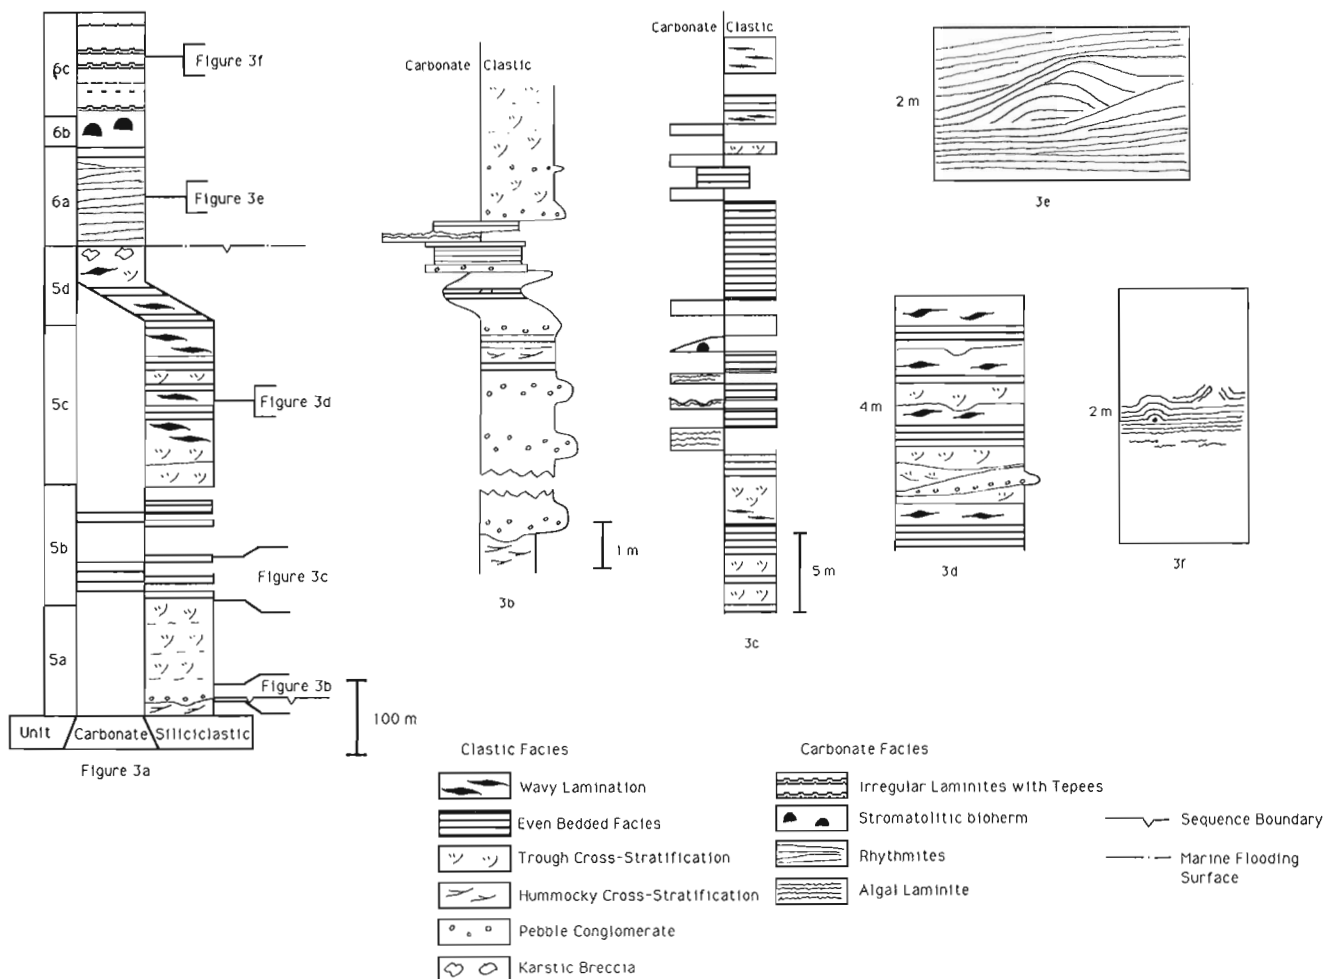 6c
6b
6a
5d
5c
5b
5a
Figure 3f
Figure 3e
Figure 3d
Figure 3c
Figure 3b
100 m
Unit
Carbonate
Siliciclastic
Figure 3a
Carbonate Clastic
1 m
3b
Carbonate Clastic
5 m
3c
2 m
3e
4 m
3d
2 m
3f
Clastic Facies
Wavy Lamination
Even Bedded Facies
Trough Cross-Stratification
Hummocky Cross-Stratification
Pebble Conglomerate
Karstic Breccia
Carbonate Facies
Irregular Laminites with Tepees
Stromatolitic bioherm
Rhythmites
Algal Laminite
Sequence Boundary
Marine Flooding
Surface